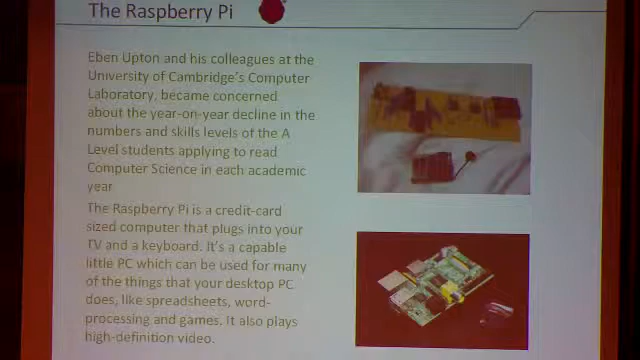 The Raspberry Pi
Eben Upton and his colleagues at the
University of Cambridge's Computer
Laboratory, became concerned
about the year-on-year decline in the
numbers and skills levels of the A
Level students applying to read
Computer Science in each academic
year
The Raspberry Pi is a credit-card
sized computer that plugs into your
TV and a keyboard. It's a capable
little PC which can be used for many
of the things that your desktop PC
does, like spreadsheets, word-
processing and games. It also plays
high-definition video.